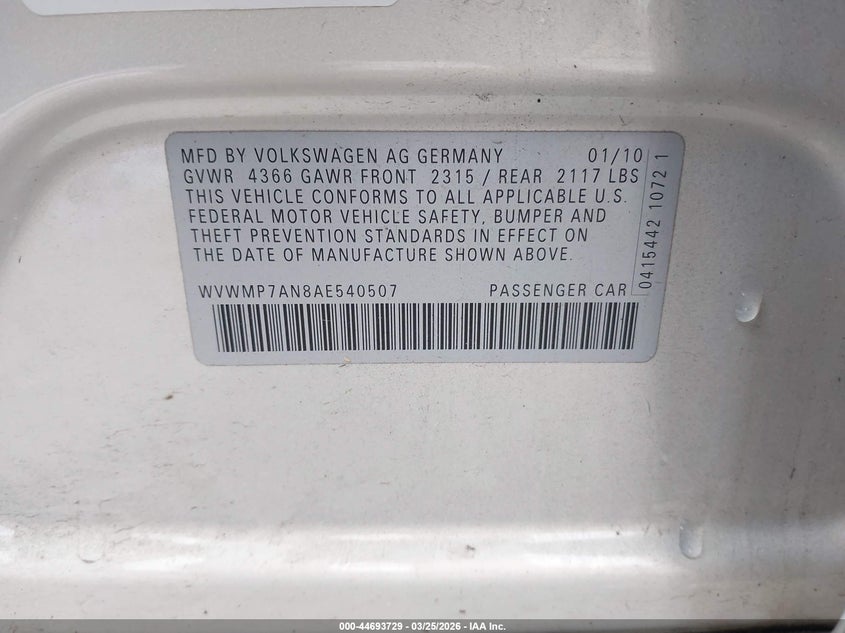 MFD BY VOLKSWAGEN AG GERMANY 01/10
GVWR 4366 GAWR FRONT 2315 / REAR 2117 LBS
THIS VEHICLE CONFORMS TO ALL APPLICABLE U.S.
FEDERAL MOTOR VEHICLE SAFETY, BUMPER AND
THEFT PREVENTION STANDARDS IN EFFECT ON
THE DATE OF MANUFACTURE SHOWN ABOVE.
WVWMP7AN8AE540507 PASSENGER CAR
0415442 1072 1
000-44693729 - 03/25/2026 - IAA Inc.